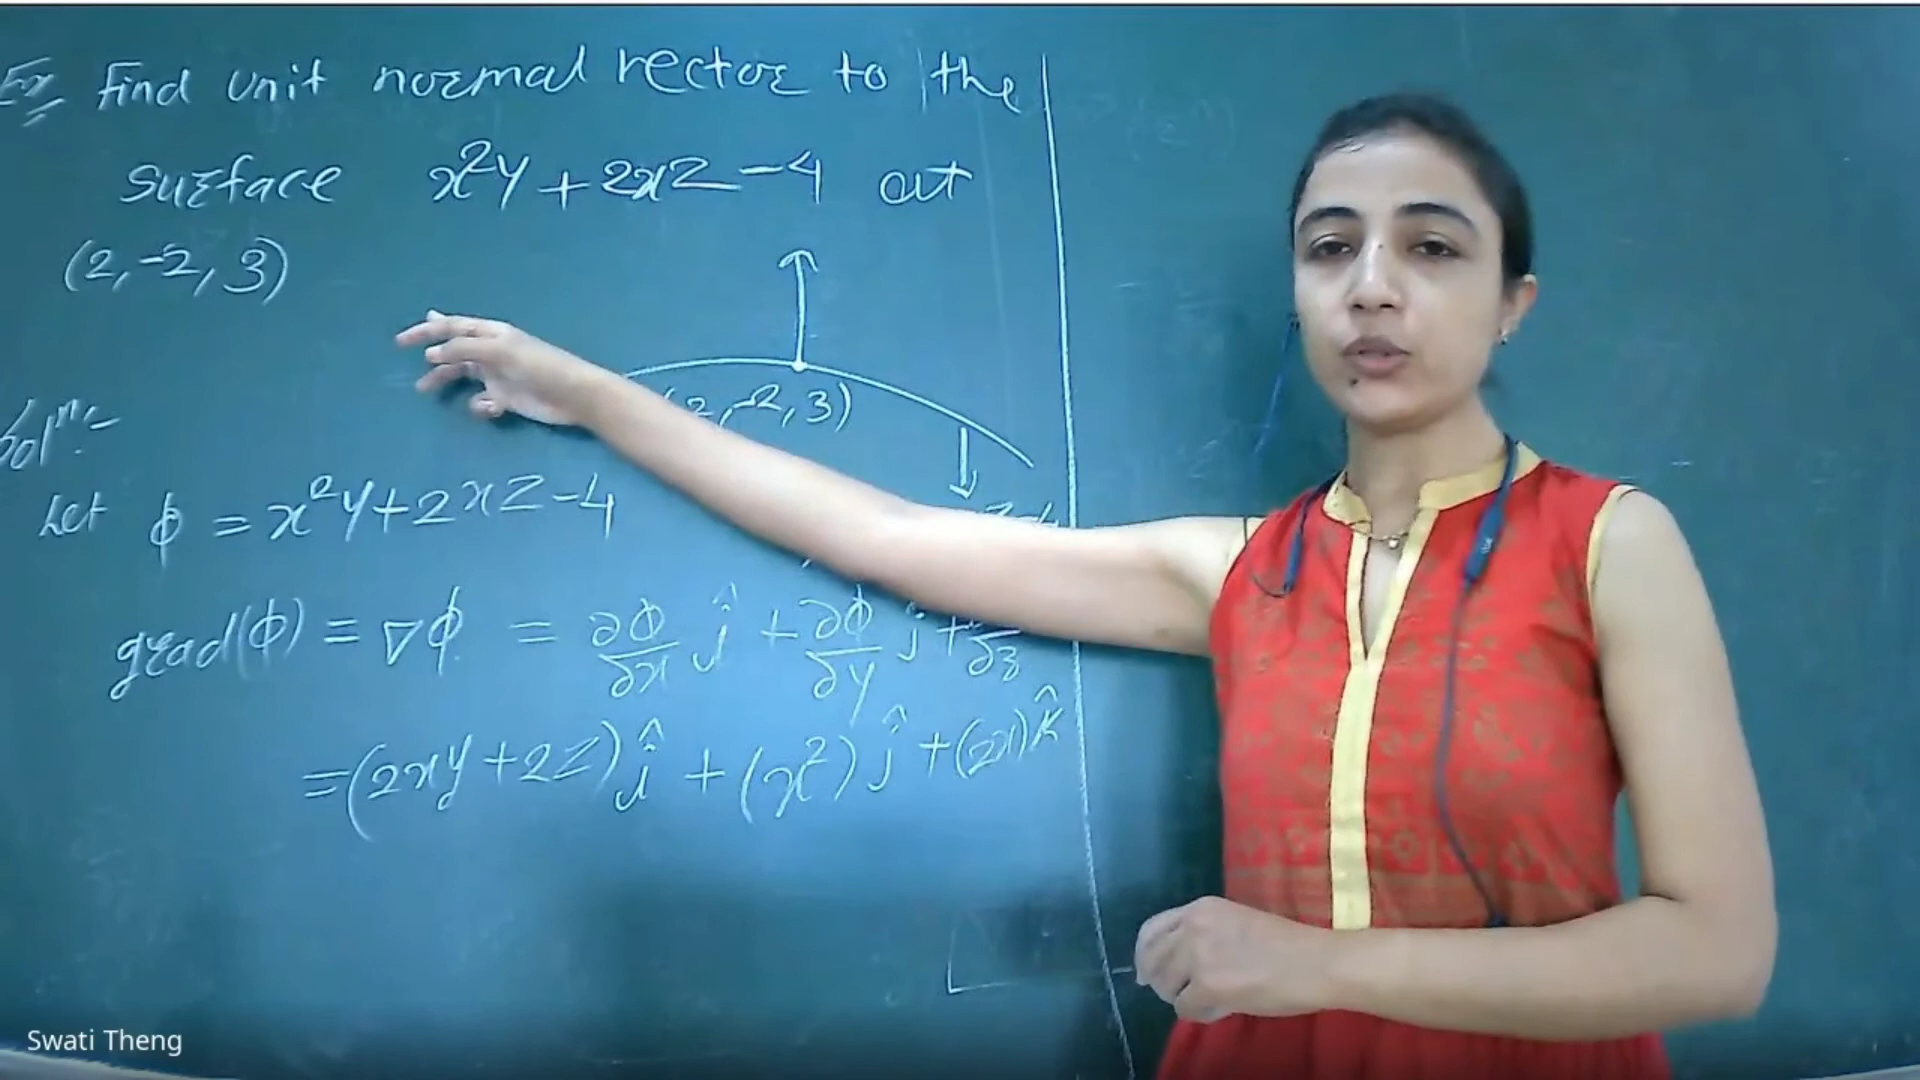 Ex Find unit normal vector to the
surface x²y + 2xz - 4 at
(2, -2, 3)
(2, -2, 3)
Solⁿ:-
Let φ = x²y + 2xz - 4
grad(φ) = ∇φ = ∂φ/∂x î + ∂φ/∂y ĵ + ∂z
= (2xy + 2z) î + (x²) ĵ + (2x) k̂
Swati Theng